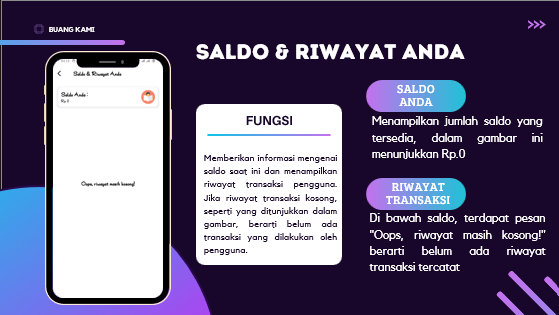 BUANG KAMI
SALDO & RIWAYAT ANDA
Saldo & Riwayat Anda
Saldo Anda :
Rp.0
Oops, riwayat masih kosong!
FUNGSI
Memberikan informasi mengenai
saldo saat ini dan menampilkan
riwayat transaksi pengguna.
Jika riwayat transaksi kosong,
seperti yang ditunjukkan dalam
gambar, berarti belum ada
transaksi yang dilakukan oleh
pengguna.
SALDO
ANDA
Menampilkan jumlah saldo yang
tersedia, dalam gambar ini
menunjukkan Rp.0
RIWAYAT
TRANSAKSI
Di bawah saldo, terdapat pesan
"Oops, riwayat masih kosong!"
berarti belum ada riwayat
transaksi tercatat